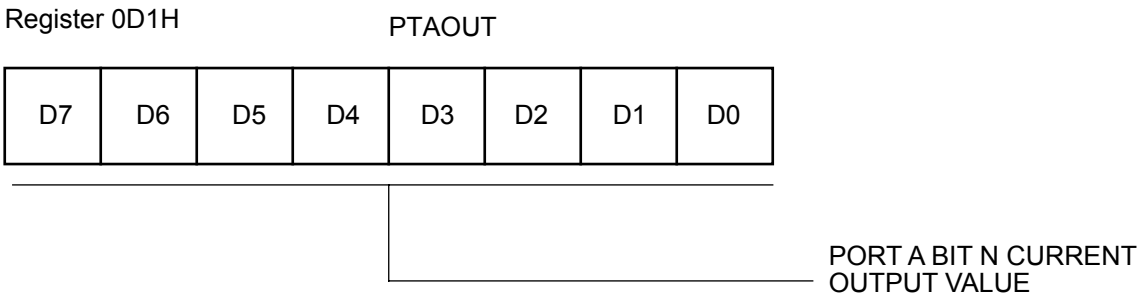 Register 0D1H
PTAOUT
D7 D6 D5 D4 D3 D2 D1 D0
PORT A BIT N CURRENT
OUTPUT VALUE